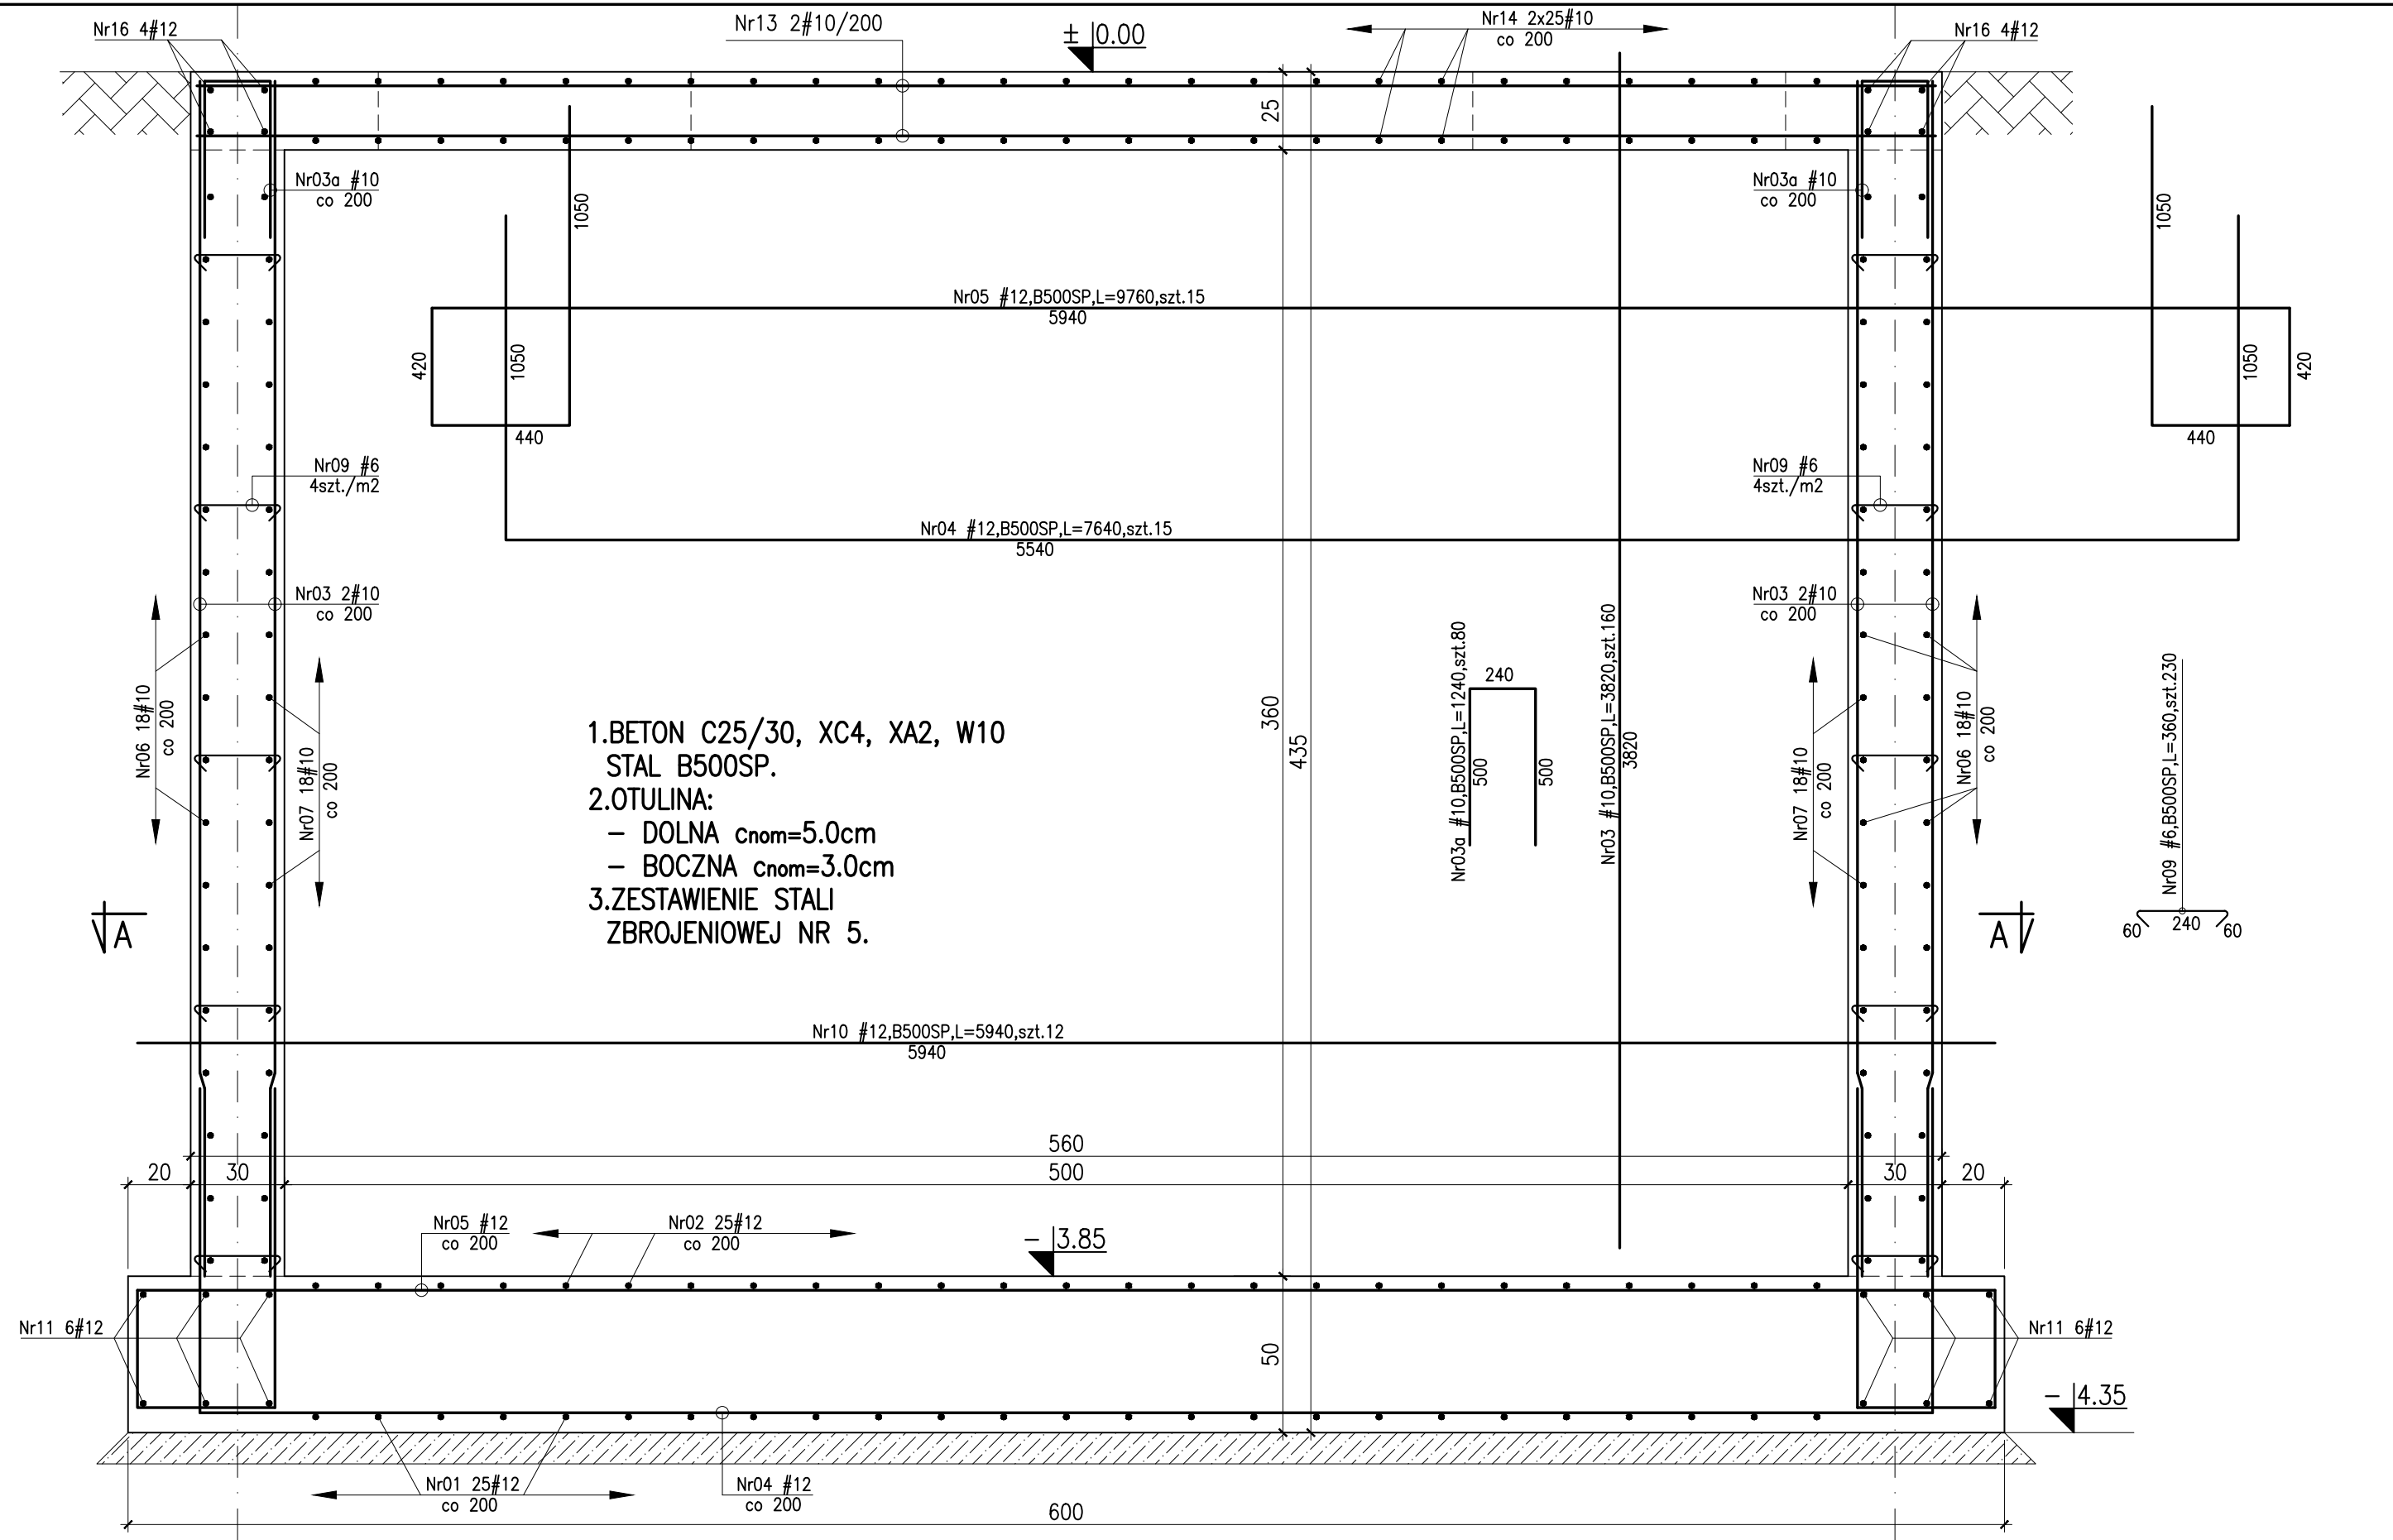 Nr16 4#12
Nr13 2#10/200
± 0.00
Nr14 2x25#10
co 200
Nr16 4#12
25
Nr03a #10
co 200
1050
Nr03a #10
co 200
1050
Nr05 #12,B500SP,L=9760,szt.15
5940
420
1050
440
1050
420
440
Nr09 #6
4szt./m2
Nr09 #6
4szt./m2
Nr04 #12,B500SP,L=7640,szt.15
5540
Nr03 2#10
co 200
Nr03 2#10
co 200
Nr06 18#10
co 200
Nr07 18#10
co 200
1.BETON C25/30, XC4, XA2, W10
STAL B500SP.
2.OTULINA:
- DOLNA cnom=5.0cm
- BOCZNA cnom=3.0cm
3.ZESTAWIENIE STALI
ZBROJENIOWEJ NR 5.
360
435
Nr03a #10,B500SP,L=1240,szt.80
500
240
500
Nr03 #10,B500SP,L=3820,szt.160
3820
Nr07 18#10
co 200
Nr06 18#10
co 200
Nr09 #6,B500SP,L=360,szt.230
60
240
60
A
A
Nr10 #12,B500SP,L=5940,szt.12
5940
560
20
30
500
30
20
Nr05 #12
co 200
Nr02 25#12
co 200
- 3.85
Nr11 6#12
50
Nr11 6#12
- 4.35
Nr01 25#12
co 200
Nr04 #12
co 200
600